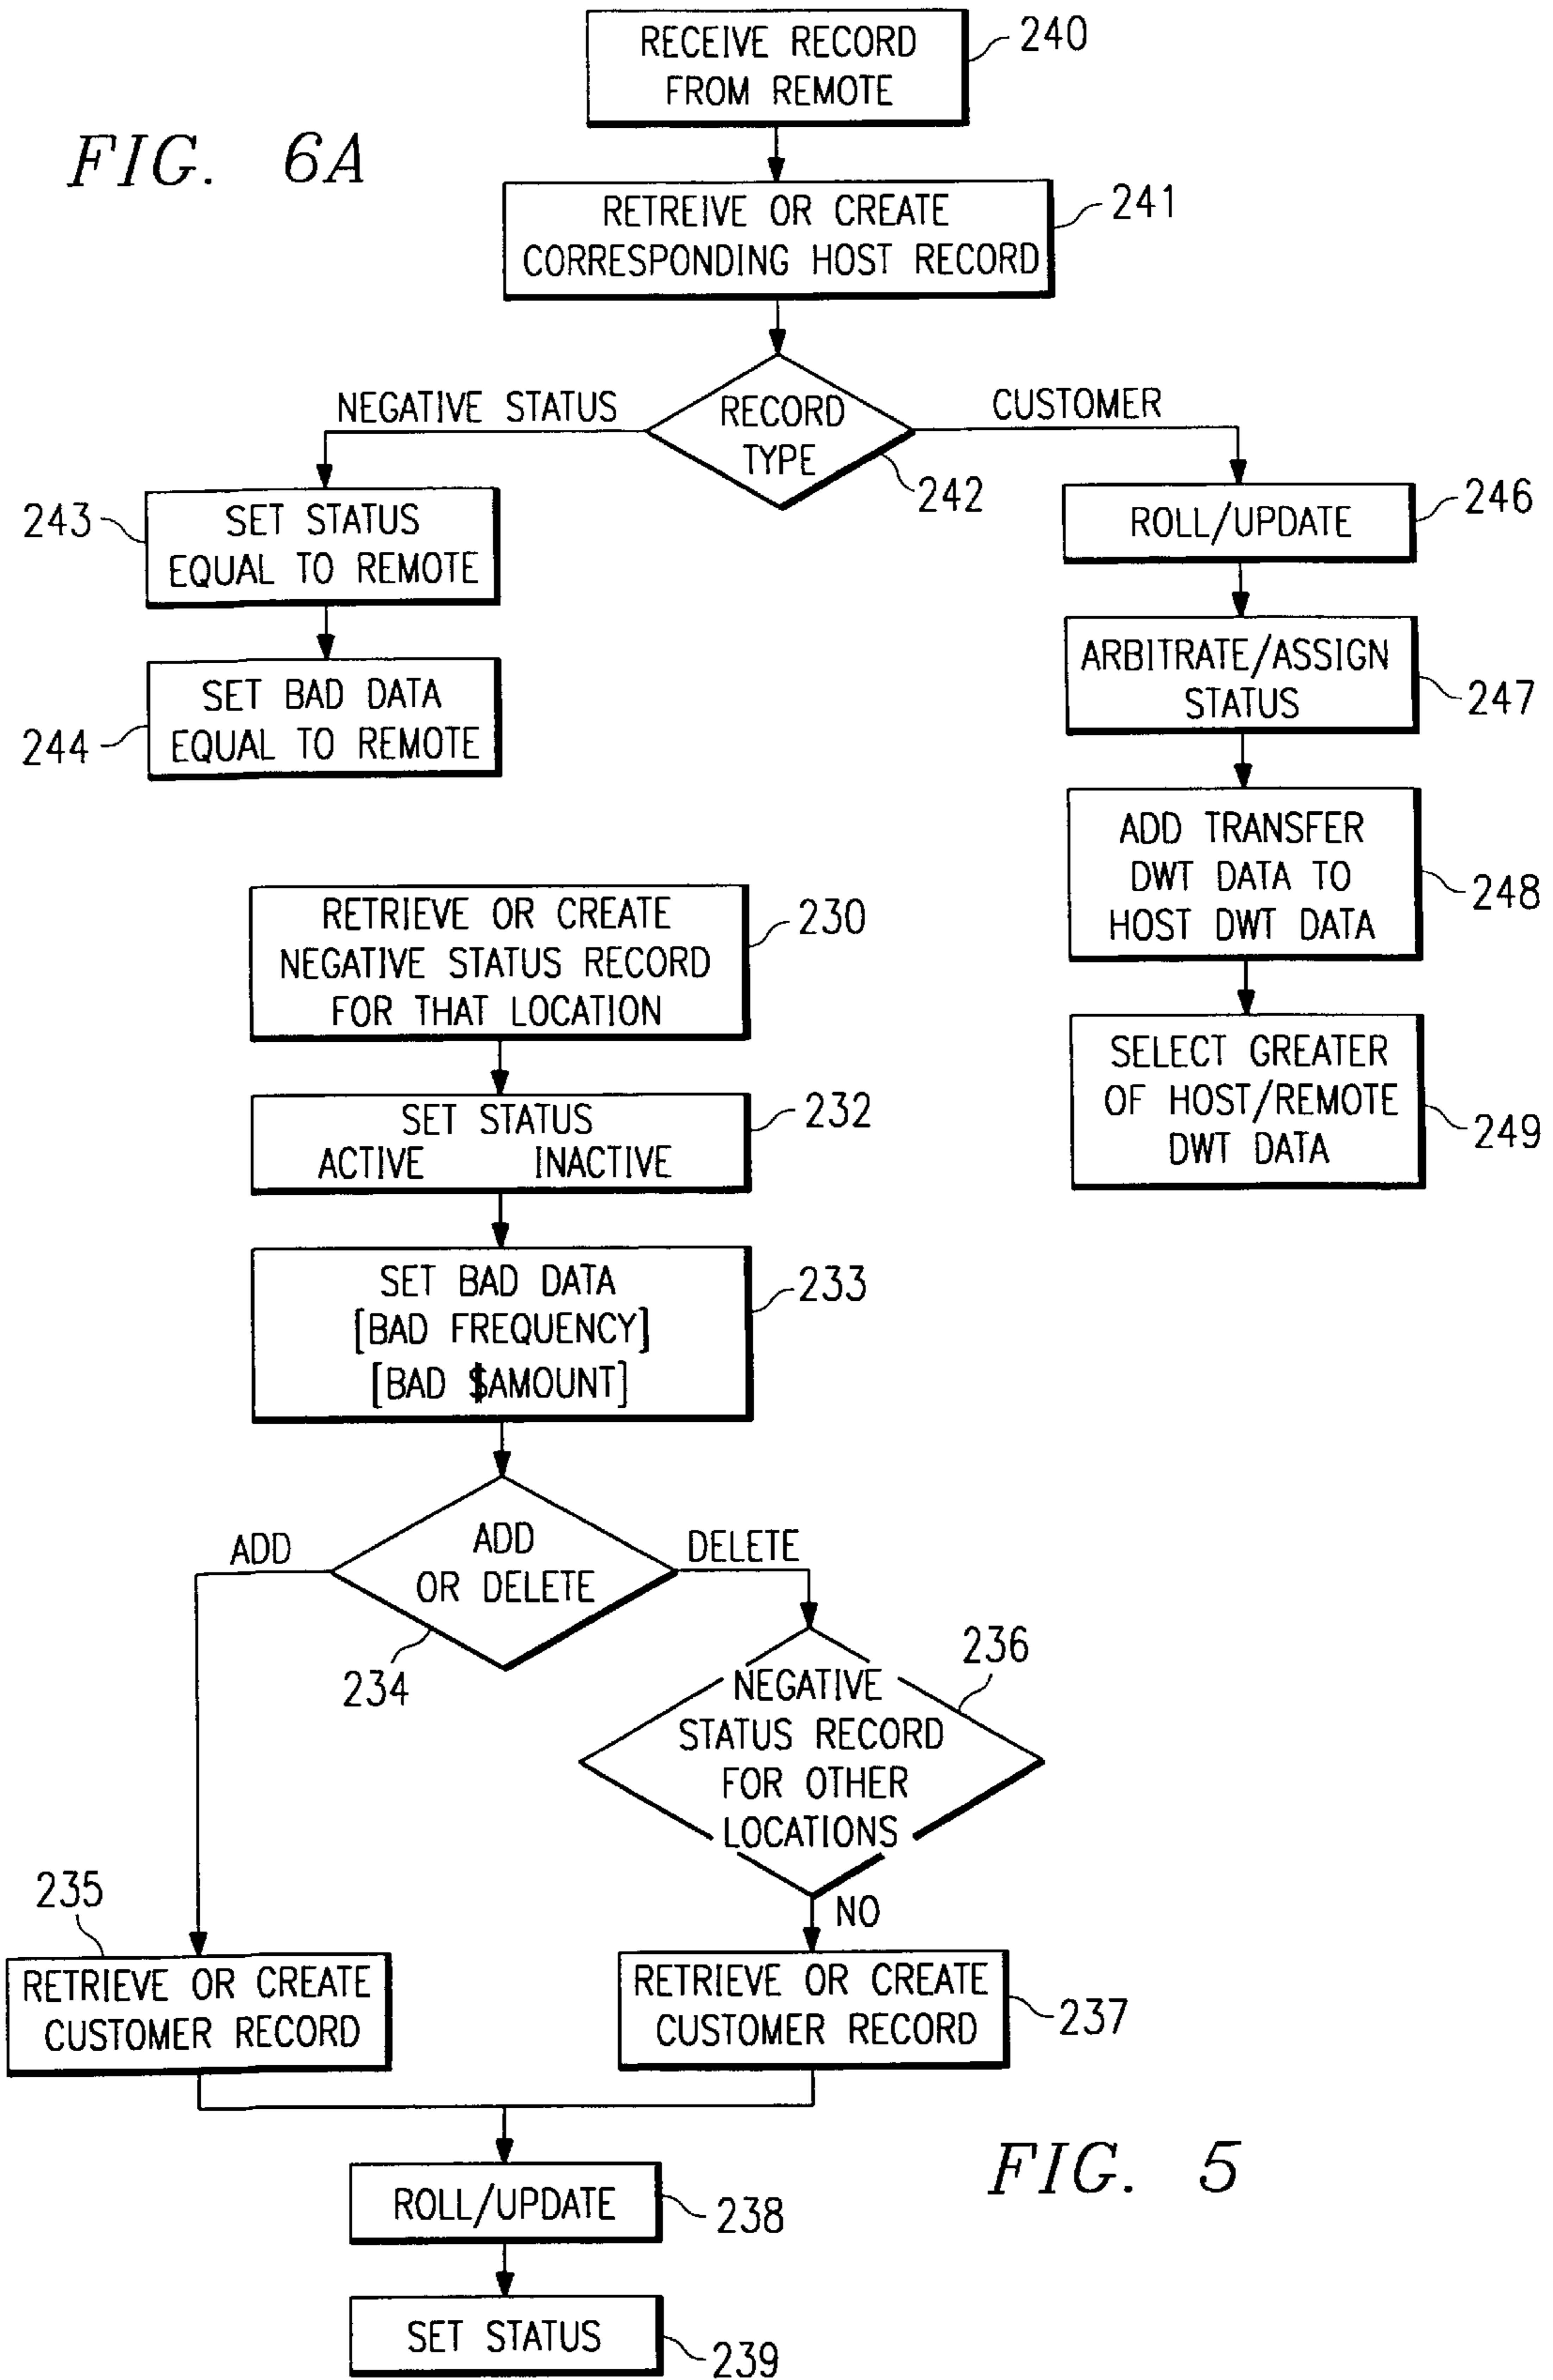 FIG. 6A
RECEIVE RECORD
FROM REMOTE
240
RETREIVE OR CREATE
CORRESPONDING HOST RECORD
241
RECORD
TYPE
242
NEGATIVE STATUS
CUSTOMER
243
SET STATUS
EQUAL TO REMOTE
244
SET BAD DATA
EQUAL TO REMOTE
ROLL/UPDATE
246
ARBITRATE/ASSIGN
STATUS
247
ADD TRANSFER
DWT DATA TO
HOST DWT DATA
248
SELECT GREATER
OF HOST/REMOTE
DWT DATA
249
RETRIEVE OR CREATE
NEGATIVE STATUS RECORD
FOR THAT LOCATION
230
SET STATUS
ACTIVE INACTIVE
232
SET BAD DATA
[BAD FREQUENCY]
[BAD $AMOUNT]
233
ADD
OR DELETE
234
ADD
DELETE
NEGATIVE
STATUS RECORD
FOR OTHER
LOCATIONS
236
NO
235
RETRIEVE OR CREATE
CUSTOMER RECORD
RETRIEVE OR CREATE
CUSTOMER RECORD
237
ROLL/UPDATE
238
SET STATUS
239
FIG. 5